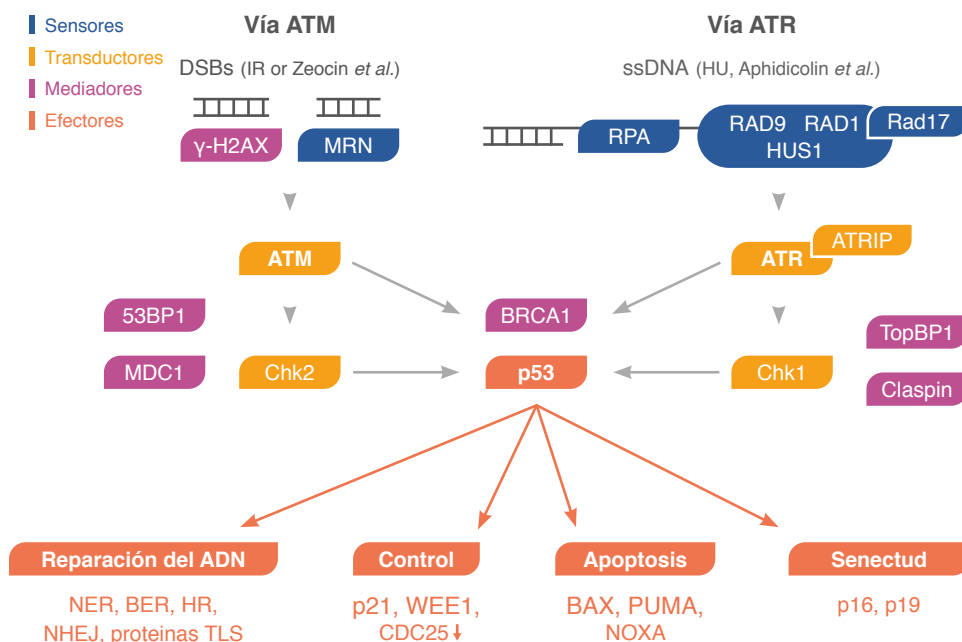 Sensores
Transductores
Mediadores
Efectores
Vía ATM
DSBs (IR or Zeocin et al.)
γ-H2AX
MRN
Vía ATR
ssDNA (HU, Aphidicolin et al.)
RPA
RAD9 RAD1
HUS1
Rad17
ATM
ATR
ATRIP
53BP1
BRCA1
TopBP1
MDC1
Chk2
p53
Chk1
Claspin
Reparación del ADN
NER, BER, HR,
NHEJ, proteinas TLS
Control
p21, WEE1,
CDC25 ↓
Apoptosis
BAX, PUMA,
NOXA
Senectud
p16, p19